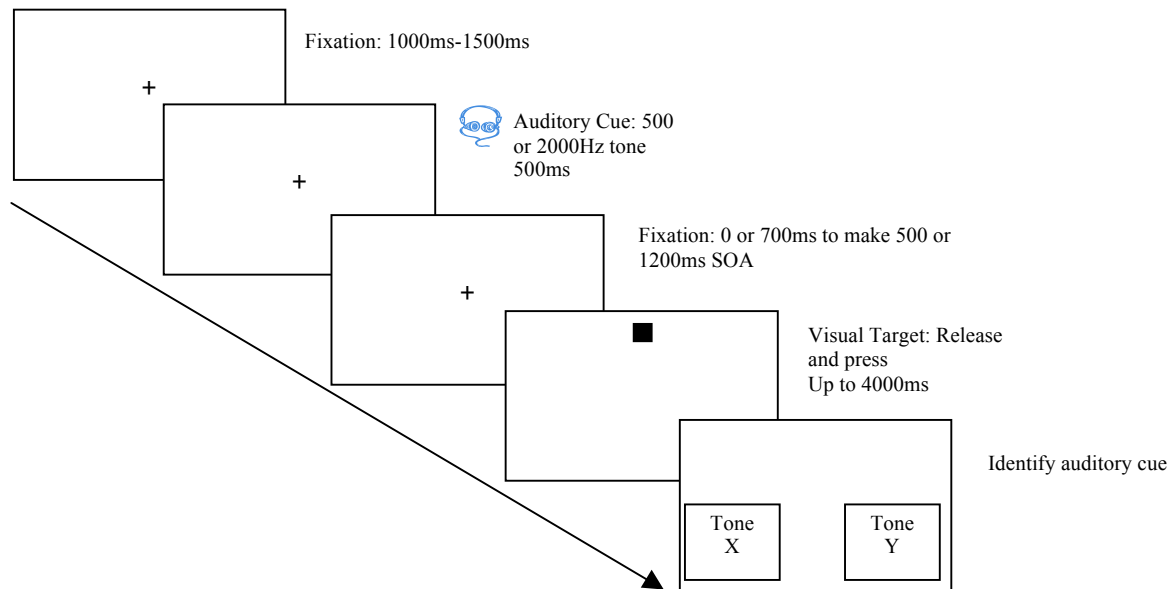 Fixation: 1000ms-1500ms
+
Auditory Cue: 500
or 2000Hz tone
500ms
+
Fixation: 0 or 700ms to make 500 or
1200ms SOA
+
Visual Target: Release
and press
Up to 4000ms
Identify auditory cue
Tone
X
Tone
Y